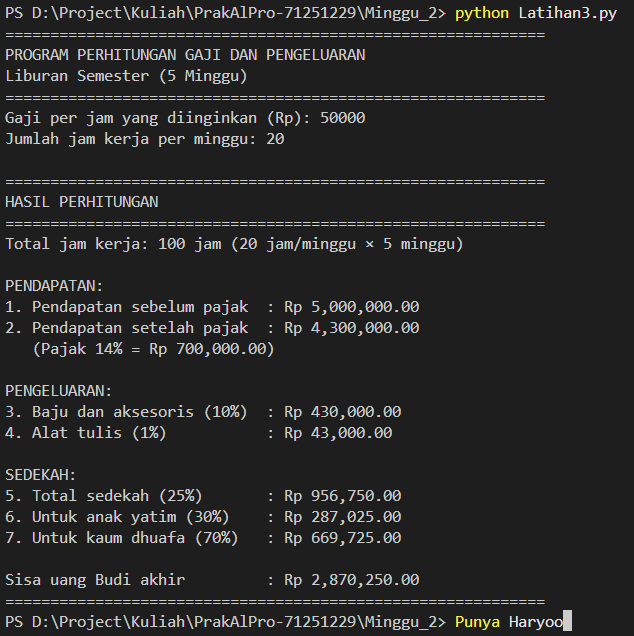 PS D:\Project\Kuliah\PrakAlPro-71251229\Minggu_2> python Latihan3.py
============================================================
PROGRAM PERHITUNGAN GAJI DAN PENGELUARAN
Liburan Semester (5 Minggu)
============================================================
Gaji per jam yang diinginkan (Rp): 50000
Jumlah jam kerja per minggu: 20

============================================================
HASIL PERHITUNGAN
============================================================
Total jam kerja: 100 jam (20 jam/minggu × 5 minggu)

PENDAPATAN:
1. Pendapatan sebelum pajak  : Rp 5,000,000.00
2. Pendapatan setelah pajak  : Rp 4,300,000.00
   (Pajak 14% = Rp 700,000.00)

PENGELUARAN:
3. Baju dan aksesoris (10%)  : Rp 430,000.00
4. Alat tulis (1%)           : Rp 43,000.00

SEDEKAH:
5. Total sedekah (25%)       : Rp 956,750.00
6. Untuk anak yatim (30%)    : Rp 287,025.00
7. Untuk kaum dhuafa (70%)   : Rp 669,725.00

Sisa uang Budi akhir         : Rp 2,870,250.00
============================================================
PS D:\Project\Kuliah\PrakAlPro-71251229\Minggu_2> Punya Haryoo